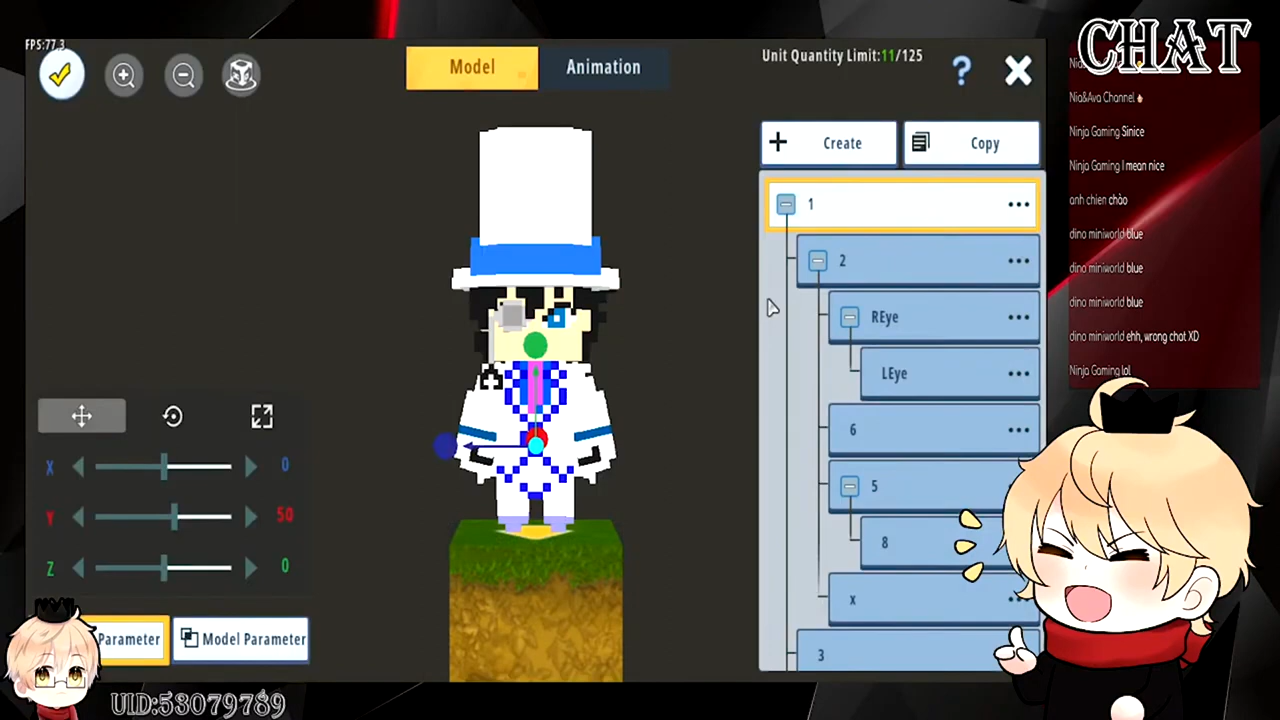 FPS:77.3
Model
Animation
Unit Quantity Limit:11/125
?
CHAT
Nia&Ava Channel
Ninja Gaming Sinice
Ninja Gaming I mean nice
anh chien chào
dino miniworld blue
dino miniworld blue
dino miniworld blue
dino miniworld ehh, wrong chat XD
Ninja Gaming lol
Create
Copy
1
2
REye
LEye
6
5
8
x
3
X 0
Y 50
Z 0
Parameter
Model Parameter
UID:53079789